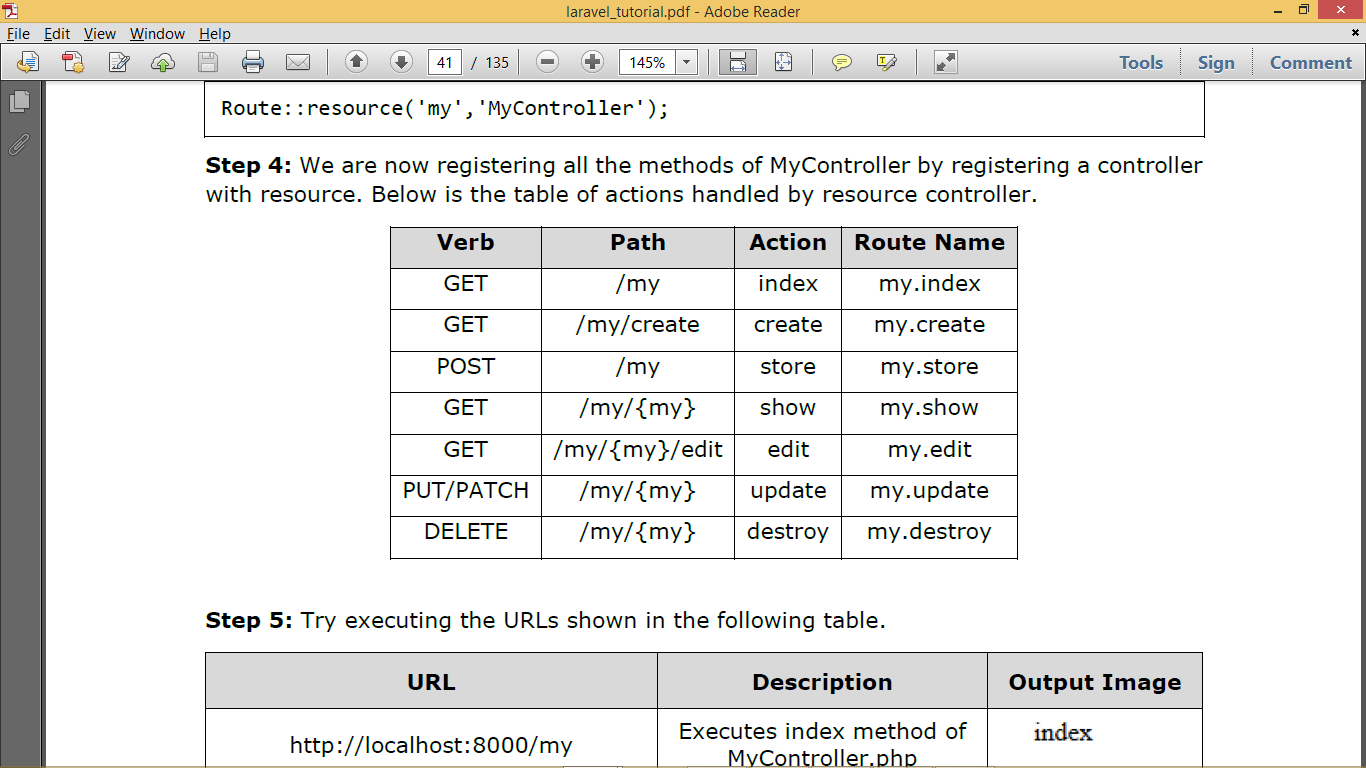 laravel_tutorial.pdf - Adobe Reader
File Edit View Window Help
41 / 135 145% Tools Sign Comment
Route::resource('my','MyController');
Step 4: We are now registering all the methods of MyController by registering a controller
with resource. Below is the table of actions handled by resource controller.
Verb Path Action Route Name
GET /my index my.index
GET /my/create create my.create
POST /my store my.store
GET /my/{my} show my.show
GET /my/{my}/edit edit my.edit
PUT/PATCH /my/{my} update my.update
DELETE /my/{my} destroy my.destroy
Step 5: Try executing the URLs shown in the following table.
URL Description Output Image
http://localhost:8000/my Executes index method of
MyController.php index